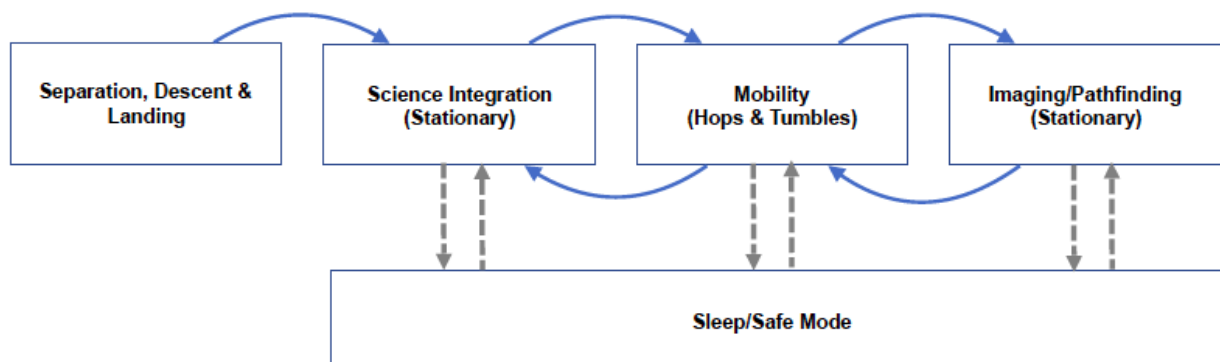 Separation, Descent &
Landing
Science Integration
(Stationary)
Mobility
(Hops & Tumbles)
Imaging/Pathfinding
(Stationary)
Sleep/Safe Mode